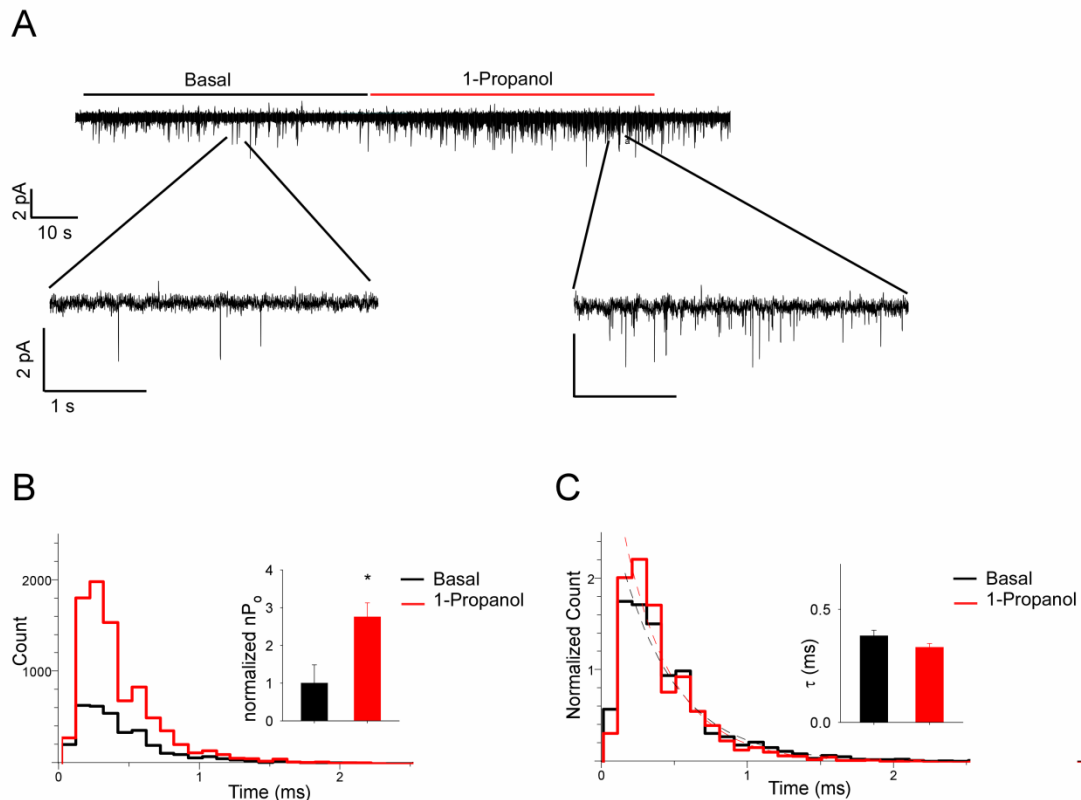 A
Basal
1-Propanol
2 pA
10 s
2 pA
1 s
B
Count
2000
1000
0
1
2
Time (ms)
normalized nPo
4
3
2
1
0
*
Basal
1-Propanol
C
Normalized Count
2
1
0
1
2
Time (ms)
τ (ms)
0.5
0.0
Basal
1-Propanol